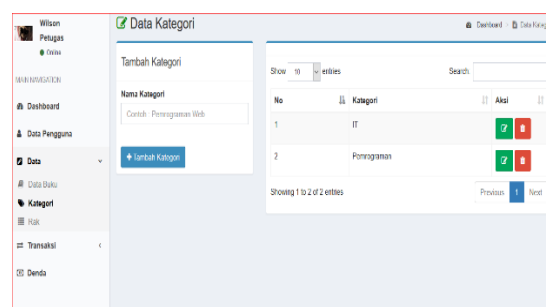 Wilson
Petugas
Online
MAIN NAVIGATION
Dashboard
Data Pengguna
Data
Data Buku
Kategori
Rak
Transaksi
Denda
Data Kategori
Dashboard > Data Kateg
Tambah Kategori
Nama Kategori
Contoh : Pemrograman Web
+ Tambah Kategori
Show 10 entries
Search:
No Kategori Aksi
1 IT
2 Pemrograman
Showing 1 to 2 of 2 entries
Previous 1 Next